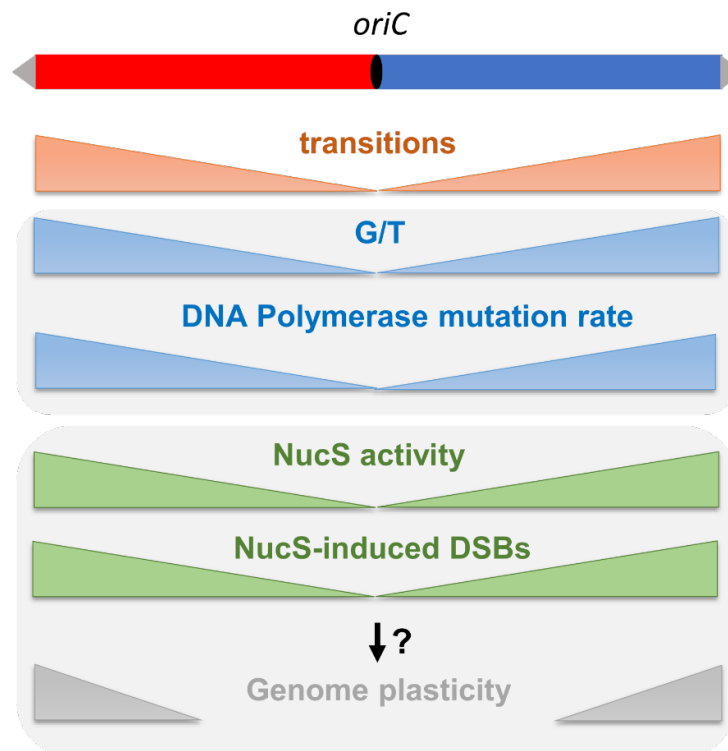 oriC
transitions
G/T
DNA Polymerase mutation rate
NucS activity
NucS-induced DSBs
?
Genome plasticity